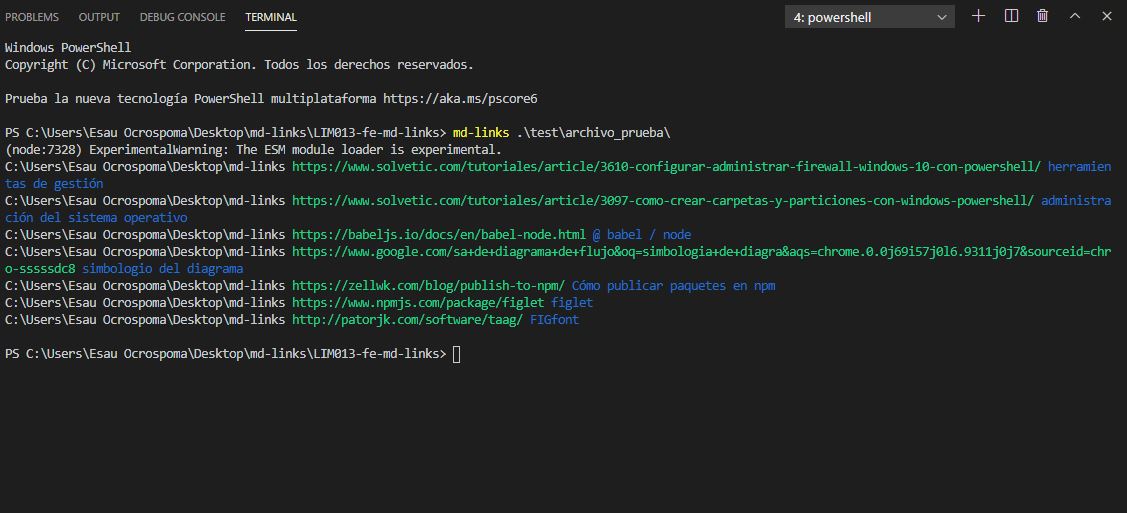 PROBLEMS OUTPUT DEBUG CONSOLE TERMINAL 4: powershell
Windows PowerShell
Copyright (C) Microsoft Corporation. Todos los derechos reservados.
Prueba la nueva tecnología PowerShell multiplataforma https://aka.ms/pscore6
PS C:\Users\Esau Ocrospoma\Desktop\md-links\LIM013-fe-md-links> md-links .\test\archivo_prueba\
(node:7328) ExperimentalWarning: The ESM module loader is experimental.
C:\Users\Esau Ocrospoma\Desktop\md-links https://www.solvetic.com/tutoriales/article/3610-configurar-administrar-firewall-windows-10-con-powershell/ herramien
tas de gestión
C:\Users\Esau Ocrospoma\Desktop\md-links https://www.solvetic.com/tutoriales/article/3097-como-crear-carpetas-y-particiones-con-windows-powershell/ administra
ción del sistema operativo
C:\Users\Esau Ocrospoma\Desktop\md-links https://babeljs.io/docs/en/babel-node.html @ babel / node
C:\Users\Esau Ocrospoma\Desktop\md-links https://www.google.com/sa+de+diagrama+de+flujo&oq=simbologia+de+diagra&aqs=chrome.0.0j69i57j0l6.9311j0j7&sourceid=chr
o-sssssdc8 simbologio del diagrama
C:\Users\Esau Ocrospoma\Desktop\md-links https://zellwk.com/blog/publish-to-npm/ Cómo publicar paquetes en npm
C:\Users\Esau Ocrospoma\Desktop\md-links https://www.npmjs.com/package/figlet figlet
C:\Users\Esau Ocrospoma\Desktop\md-links http://patorjk.com/software/taag/ FIGfont
PS C:\Users\Esau Ocrospoma\Desktop\md-links\LIM013-fe-md-links>